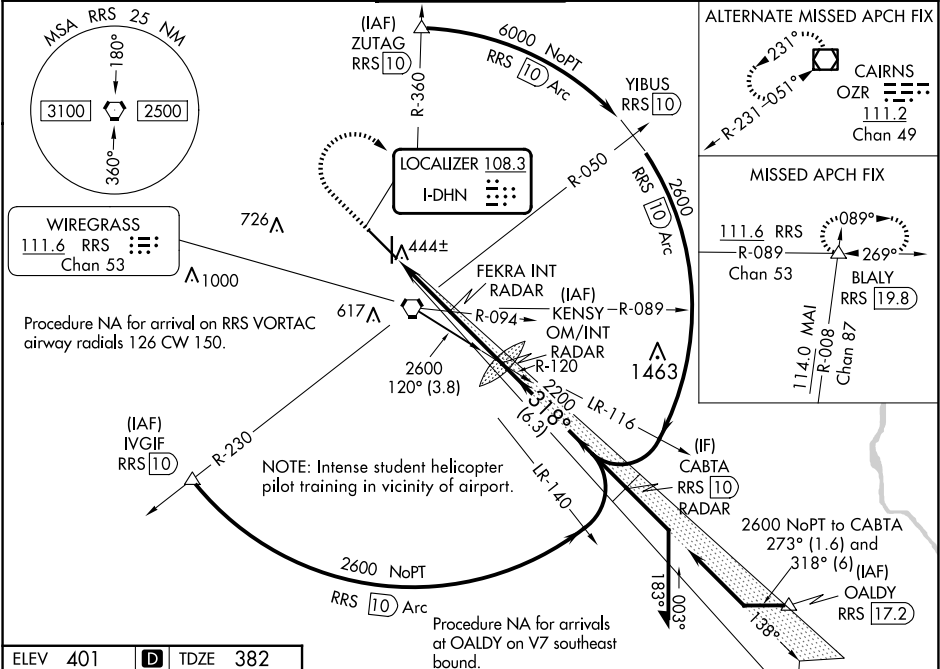 MSA RRS 25 NM
180°
3100
2500
360°
(IAF)
ZUTAG
RRS 10
R-360
6000 NoPT
RRS 10 Arc
YIBUS
RRS 10
R-050
2600
RRS 10 Arc
LOCALIZER 108.3
I-DHN
ALTERNATE MISSED APCH FIX
231°
R-231
051°
CAIRNS
OZR
111.2
Chan 49
MISSED APCH FIX
111.6 RRS
R-089
Chan 53
089°
269°
BLALY
RRS 19.8
114.0 MAI
R-008
Chan 87
WIREGRASS
111.6 RRS
Chan 53
726
1000
617
444±
1463
Procedure NA for arrival on RRS VORTAC
airway radials 126 CW 150.
FEKRA INT
RADAR
R-094
(IAF)
KENSY
OM/INT
RADAR
R-089
R-120
2600
120° (3.8)
2200
318°
(6.3)
LR-116
LR-140
(IF)
CABTA
RRS 10
RADAR
(IAF)
IVGIF
RRS 10
R-230
NOTE: Intense student helicopter
pilot training in vicinity of airport.
2600 NoPT
RRS 10 Arc
2600 NoPT to CABTA
273° (1.6) and
318° (6)
(IAF)
OALDY
RRS 17.2
183°
003°
138°
Procedure NA for arrivals
at OALDY on V7 southeast
bound.
ELEV 401
D
TDZE 382